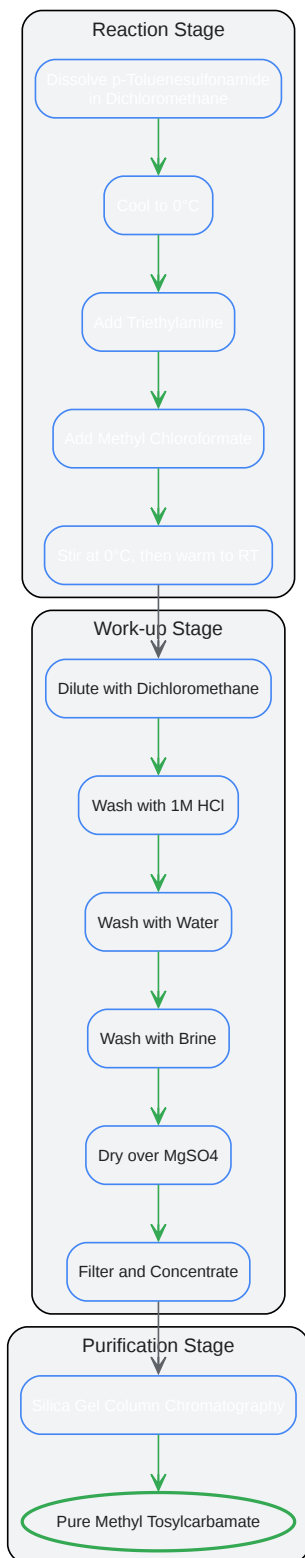 Reaction Stage
Dissolve p-Toluenesulfonamide
in Dichloromethane
Cool to 0°C
Add Triethylamine
Add Methyl Chloroformate
Stir at 0°C, then warm to RT
Work-up Stage
Dilute with Dichloromethane
Wash with 1M HCl
Wash with Water
Wash with Brine
Dry over MgSO4
Filter and Concentrate
Purification Stage
Silica Gel Column Chromatography
Pure Methyl Tosylcarbamate